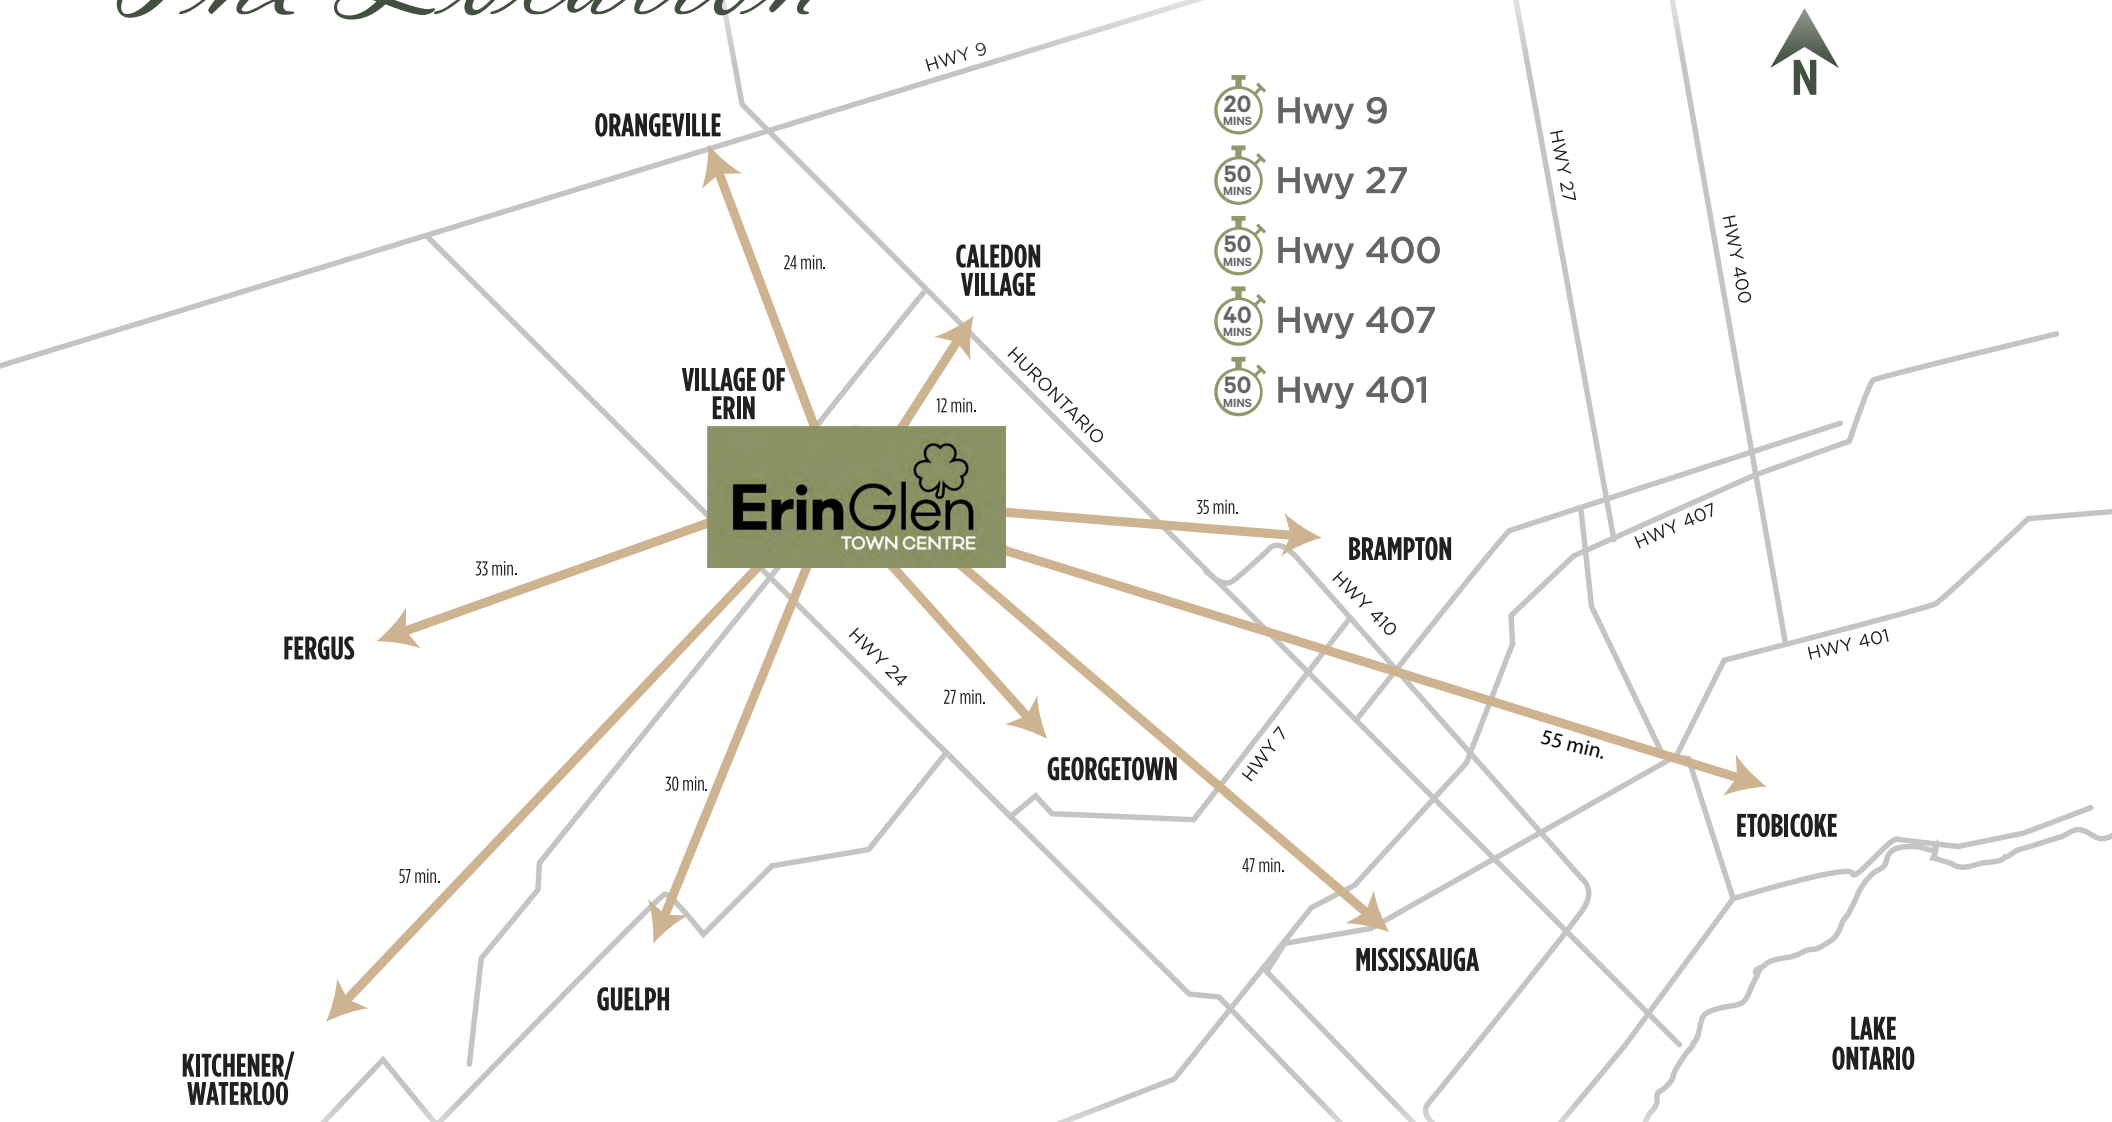 The Location
HWY 9
N
20 MINS Hwy 9
50 MINS Hwy 27
50 MINS Hwy 400
40 MINS Hwy 407
50 MINS Hwy 401
ORANGEVILLE
HWY 27
HWY 400
24 min.
CALEDON
VILLAGE
HURONTARIO
VILLAGE OF
ERIN
12 min.
ErinGlen
TOWN CENTRE
35 min.
BRAMPTON
HWY 407
33 min.
FERGUS
HWY 410
HWY 401
HWY 24
27 min.
GEORGETOWN
HWY 7
55 min.
30 min.
ETOBICOKE
57 min.
47 min.
MISSISSAUGA
GUELPH
LAKE
ONTARIO
KITCHENER/
WATERLOO